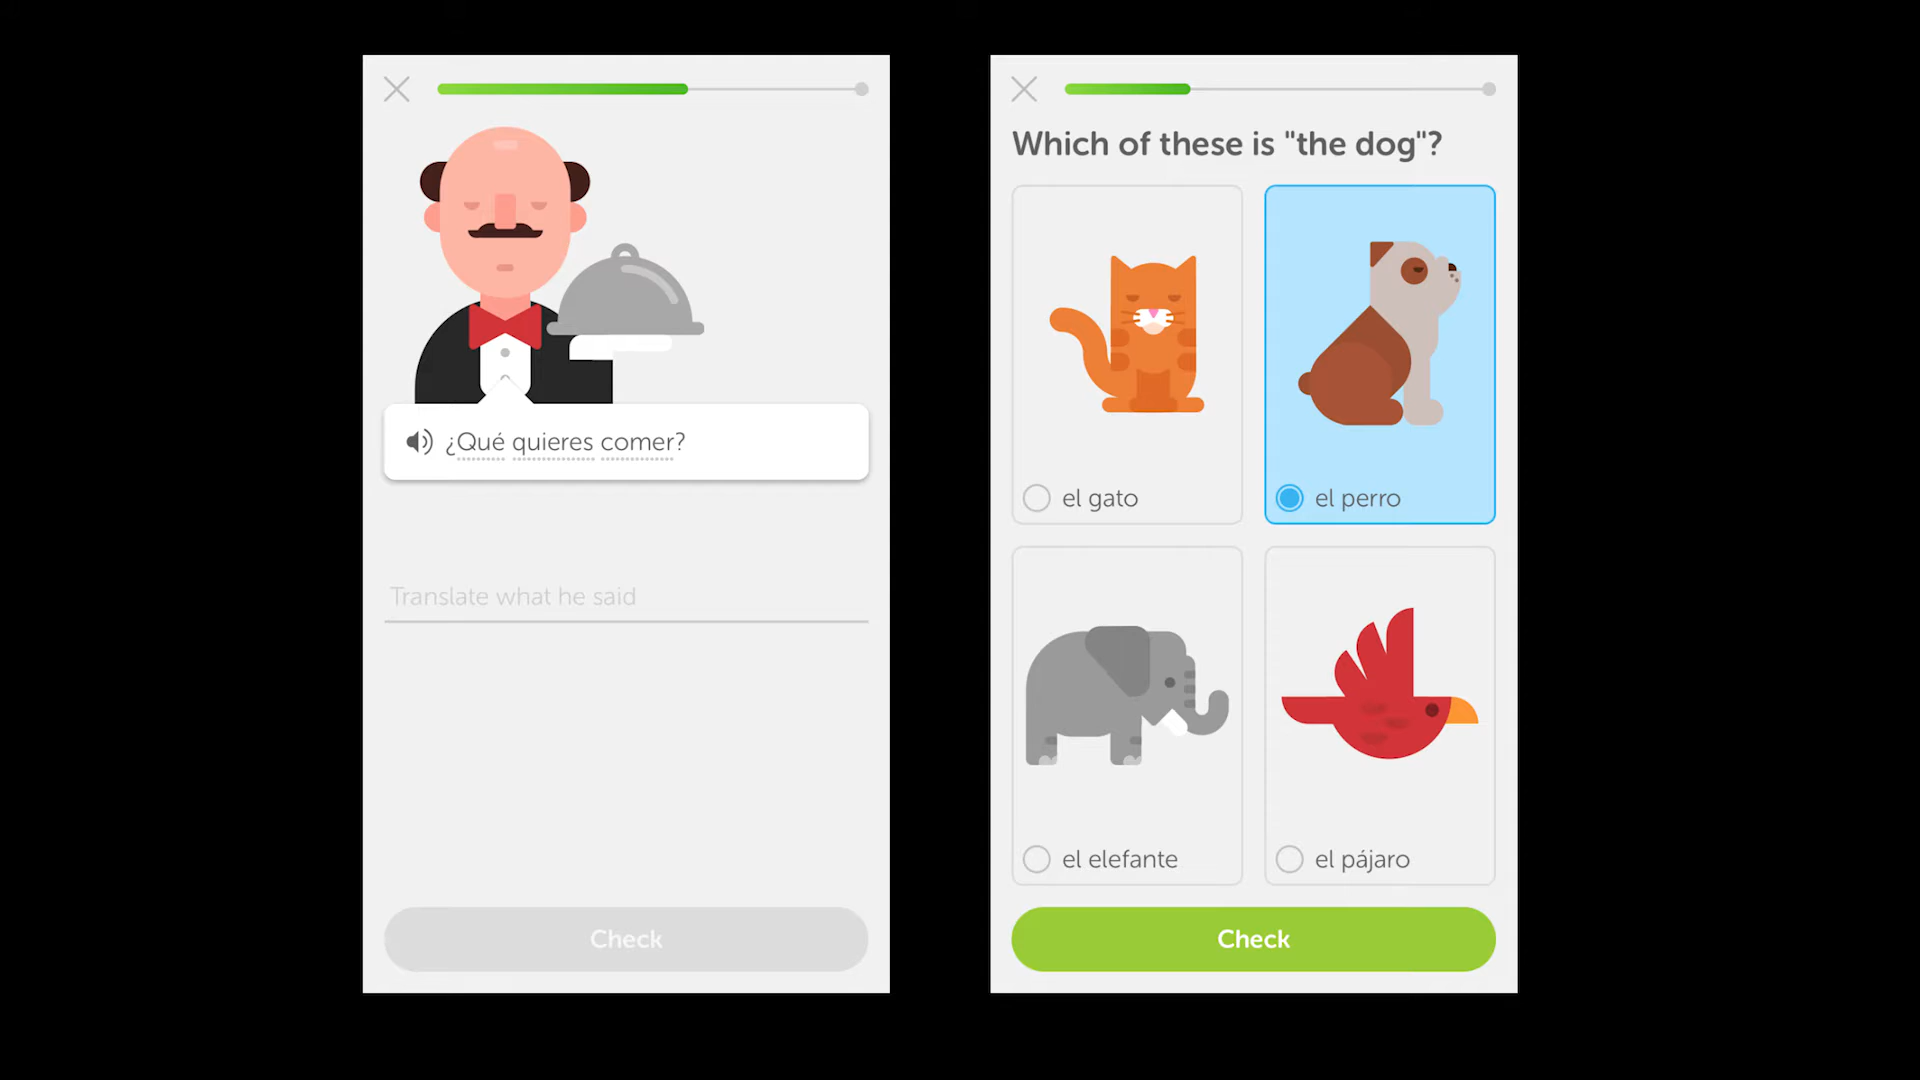 ¿Qué quieres comer?
Translate what he said
Check
Which of these is "the dog"?
el gato
el perro
el elefante
el pájaro
Check